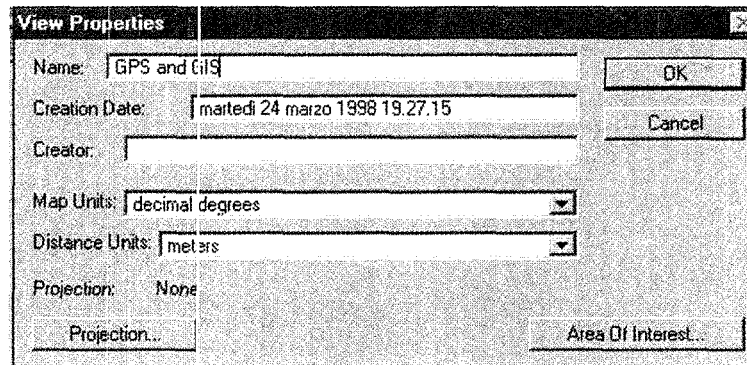 View Properties
Name: GPS and GIS
OK
Creation Date: martedì 24 marzo 1998 19.27.15
Cancel
Creator:
Map Units: decimal degrees
Distance Units: meters
Projection: None
Projection...
Area Of Interest...